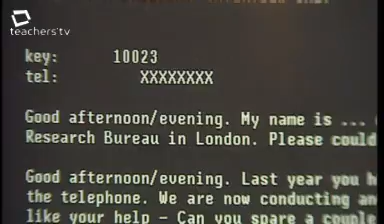 teachers'tv
key: 10023
tel: XXXXXXXX
Good afternoon/evening. My name is ...
Research Bureau in London. Please could
Good afternoon/evening. Last year you h
the telephone. We are now conducting an
like your help - Can you spare a couple